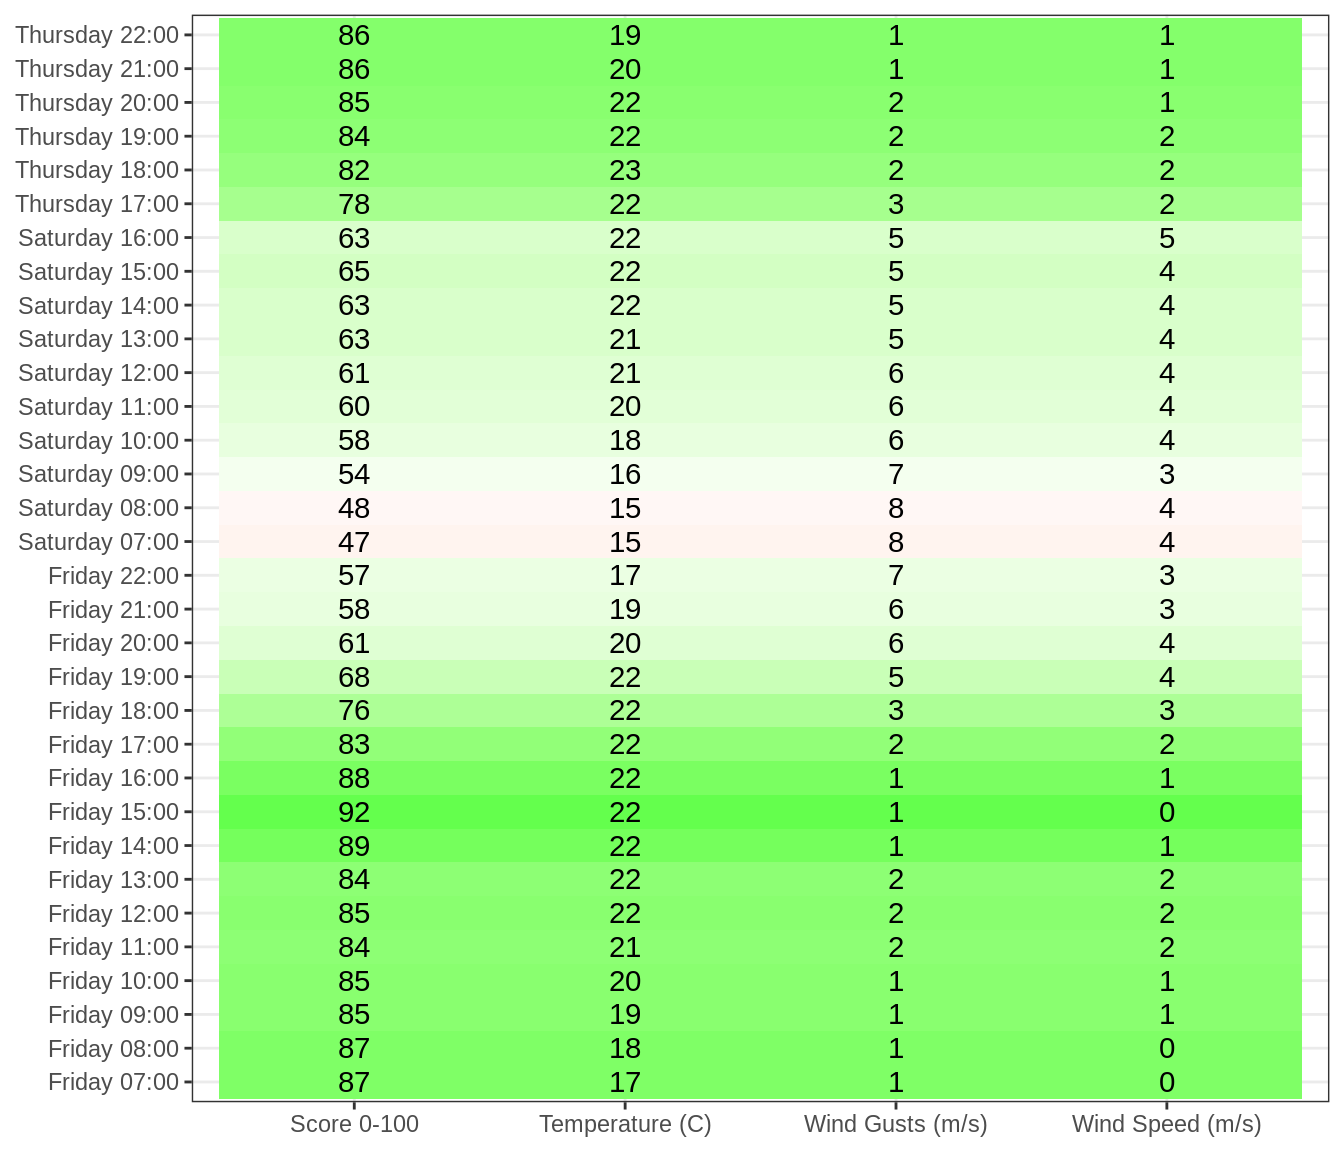 Thursday 22:00 86 19 1 1
Thursday 21:00 86 20 1 1
Thursday 20:00 85 22 2 1
Thursday 19:00 84 22 2 2
Thursday 18:00 82 23 2 2
Thursday 17:00 78 22 3 2
Saturday 16:00 63 22 5 5
Saturday 15:00 65 22 5 4
Saturday 14:00 63 22 5 4
Saturday 13:00 63 21 5 4
Saturday 12:00 61 21 6 4
Saturday 11:00 60 20 6 4
Saturday 10:00 58 18 6 4
Saturday 09:00 54 16 7 3
Saturday 08:00 48 15 8 4
Saturday 07:00 47 15 8 4
Friday 22:00 57 17 7 3
Friday 21:00 58 19 6 3
Friday 20:00 61 20 6 4
Friday 19:00 68 22 5 4
Friday 18:00 76 22 3 3
Friday 17:00 83 22 2 2
Friday 16:00 88 22 1 1
Friday 15:00 92 22 1 0
Friday 14:00 89 22 1 1
Friday 13:00 84 22 2 2
Friday 12:00 85 22 2 2
Friday 11:00 84 21 2 2
Friday 10:00 85 20 1 1
Friday 09:00 85 19 1 1
Friday 08:00 87 18 1 0
Friday 07:00 87 17 1 0
Score 0-100 Temperature (C) Wind Gusts (m/s) Wind Speed (m/s)